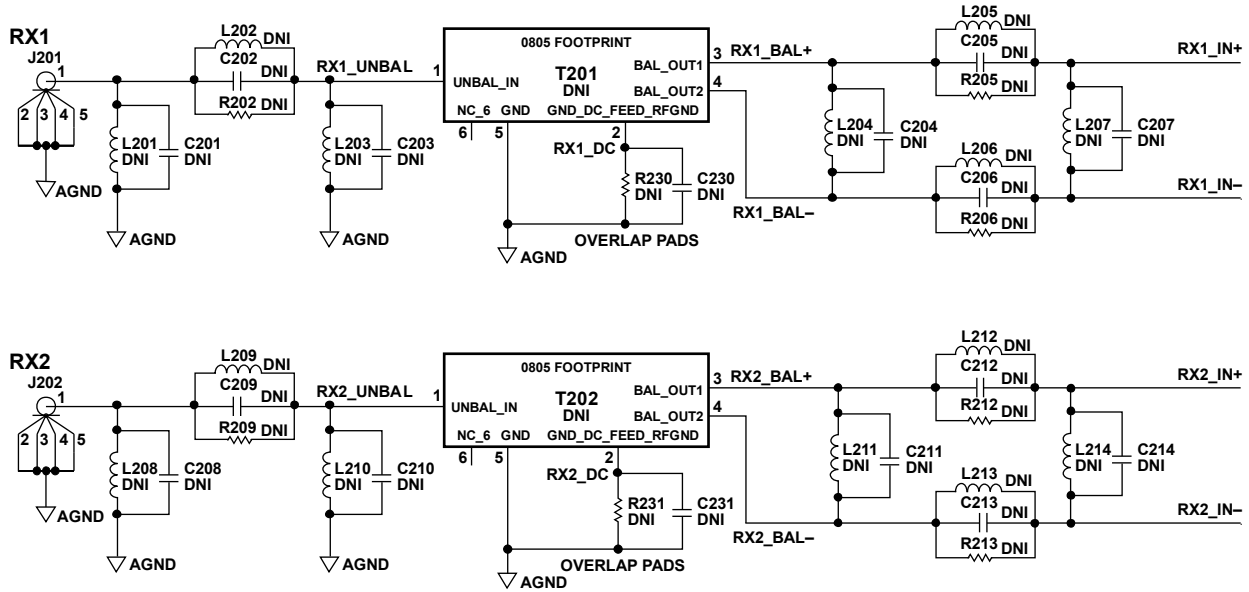 RX1
J201
1
2 3 4 5
AGND
L201
DNI
C201
DNI
AGND
L202
DNI
C202
DNI
R202 DNI
RX1_UNBAL
L203
DNI
C203
DNI
AGND
1
0805 FOOTPRINT
UNBAL_IN
T201
DNI
BAL_OUT1
BAL_OUT2
NC_6 GND GND_DC_FEED_RFGND
6
5
2
3
4
RX1_DC
R230
DNI
C230
DNI
OVERLAP PADS
AGND
RX1_BAL+
RX1_BAL–
L204
DNI
C204
DNI
L205
DNI
C205
DNI
R205
DNI
L206
DNI
C206
DNI
R206
DNI
L207
DNI
C207
DNI
RX1_IN+
RX1_IN–
RX2
J202
1
2 3 4 5
AGND
L208
DNI
C208
DNI
AGND
L209
DNI
C209
DNI
R209 DNI
RX2_UNBAL
L210
DNI
C210
DNI
AGND
1
0805 FOOTPRINT
UNBAL_IN
T202
DNI
BAL_OUT1
BAL_OUT2
NC_6 GND GND_DC_FEED_RFGND
6
5
2
3
4
RX2_DC
R231
DNI
C231
DNI
OVERLAP PADS
AGND
RX2_BAL+
RX2_BAL–
L211
DNI
C211
DNI
L212
DNI
C212
DNI
R212
DNI
L213
DNI
C213
DNI
R213
DNI
L214
DNI
C214
DNI
RX2_IN+
RX2_IN–